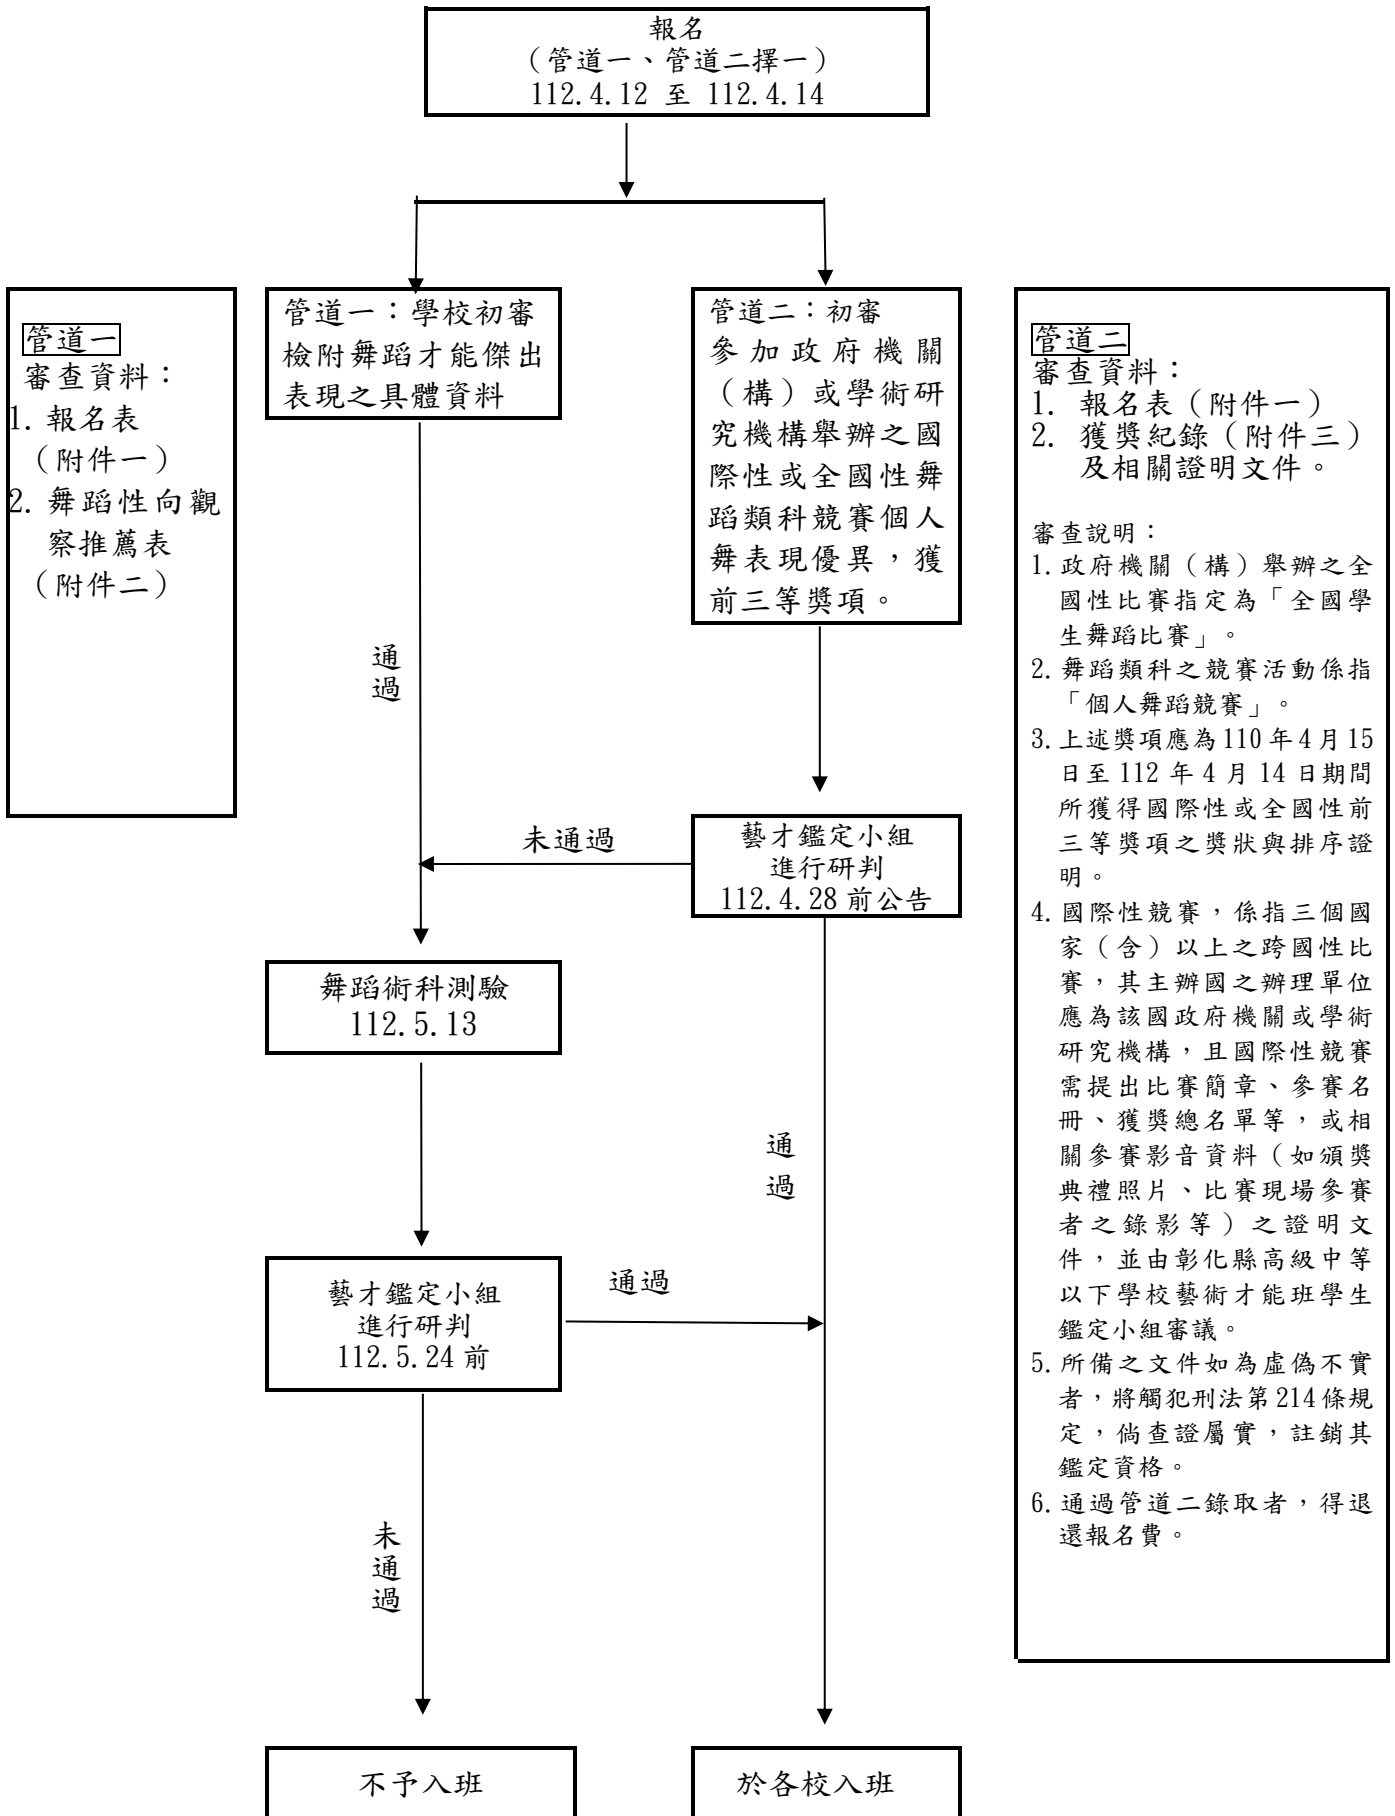 報名
（管道一、管道二擇一）
112.4.12 至 112.4.14
管道一
審查資料：
1. 報名表
（附件一）
2. 舞蹈性向觀
察推薦表
（附件二）
管道一：學校初審
檢附舞蹈才能傑出
表現之具體資料
管道二：初審
參加政府機關
（構）或學術研
究機構舉辦之國
際性或全國性舞
蹈類科競賽個人
舞表現優異，獲
前三等獎項。
管道二
審查資料：
1. 報名表（附件一）
2. 獲獎紀錄（附件三）
及相關證明文件。
審查說明：
1. 政府機關（構）舉辦之全
國性比賽指定為「全國學
生舞蹈比賽」。
2. 舞蹈類科之競賽活動係指
「個人舞蹈競賽」。
3. 上述獎項應為 110 年 4 月 15
日至 112 年 4 月 14 日期間
所獲得國際性或全國性前
三等獎項之獎狀與排序證
明。
4. 國際性競賽，係指三個國
家（含）以上之跨國性比
賽，其主辦國之辦理單位
應為該國政府機關或學術
研究機構，且國際性競賽
需提出比賽簡章、參賽名
冊、獲獎總名單等，或相
關參賽影音資料（如頒獎
典禮照片、比賽現場參賽
者之錄影等）之證明文
件，並由彰化縣高級中等
以下學校藝術才能班學生
鑑定小組審議。
5. 所備之文件如為虛偽不實
者，將觸犯刑法第 214 條規
定，倘查證屬實，註銷其
鑑定資格。
6. 通過管道二錄取者，得退
還報名費。
通
過
未通過
藝才鑑定小組
進行研判
112.4.28 前公告
舞蹈術科測驗
112.5.13
通
過
藝才鑑定小組
進行研判
112.5.24 前
通過
未
通
過
不予入班
於各校入班